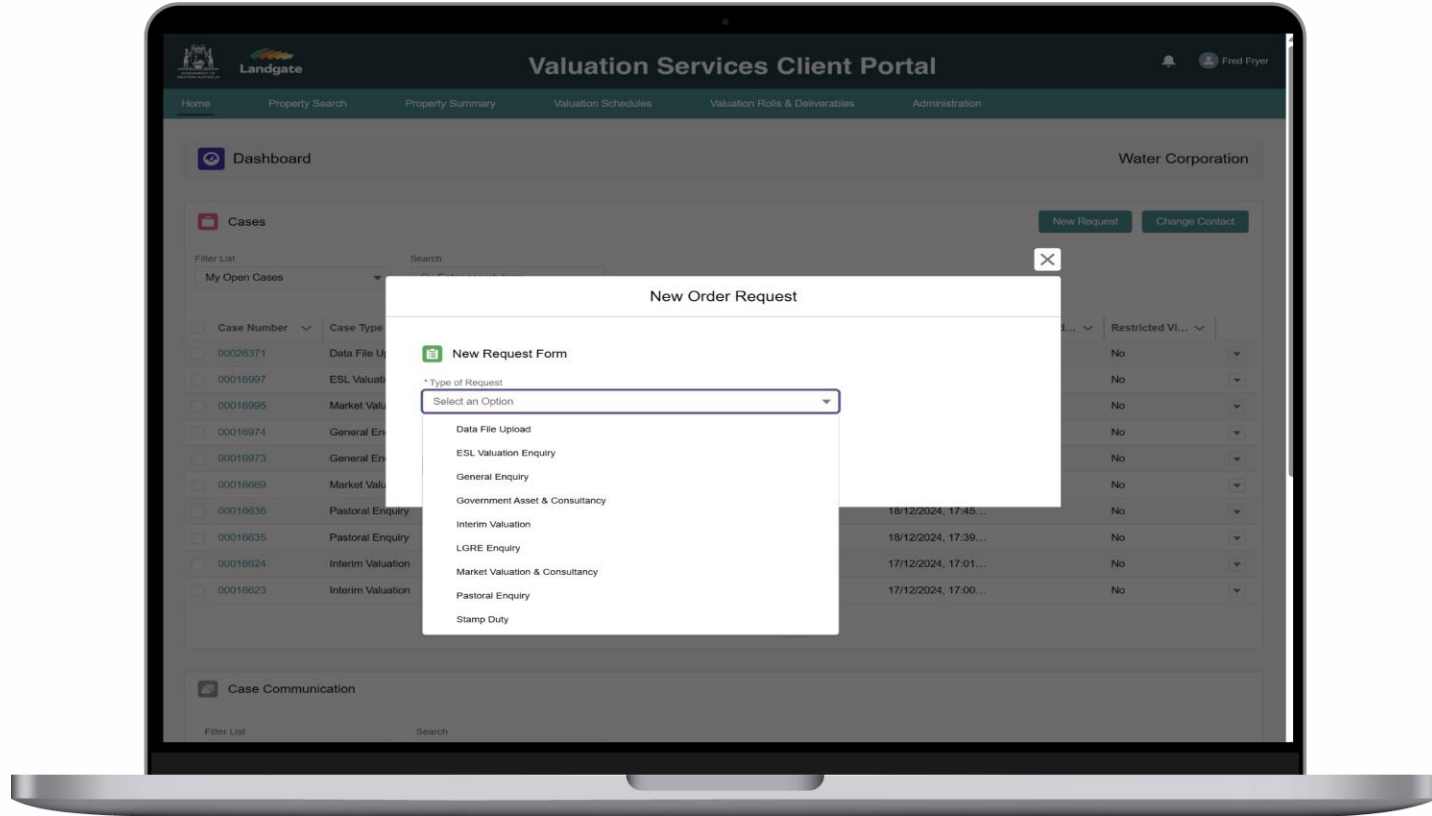 GOVERNMENT OF
WESTERN AUSTRALIA
Landgate
Valuation Services Client Portal
Fred Fryer
Home Property Search Property Summary Valuation Schedules Valuation Rolls & Deliverables Administration
Dashboard
Water Corporation
Cases
New Request Change Contact
Filter List Search
My Open Cases
New Order Request
Case Number Case Type Restricted Vi...
New Request Form
* Type of Request
Select an Option
Data File Upload
ESL Valuation Enquiry
General Enquiry
Government Asset & Consultancy
Interim Valuation
LGRE Enquiry
Market Valuation & Consultancy
Pastoral Enquiry
Stamp Duty
00026371 Data File U No
00016997 ESL Valuati No
00016995 Market Valu No
00016974 General En No
00016973 General En No
00016669 Market Valu No
00016636 Pastoral Enquiry 18/12/2024, 17:45... No
00016635 Pastoral Enquiry 18/12/2024, 17:39... No
00016624 Interim Valuation 17/12/2024, 17:01... No
00016623 Interim Valuation 17/12/2024, 17:00... No
Case Communication
Filter List Search